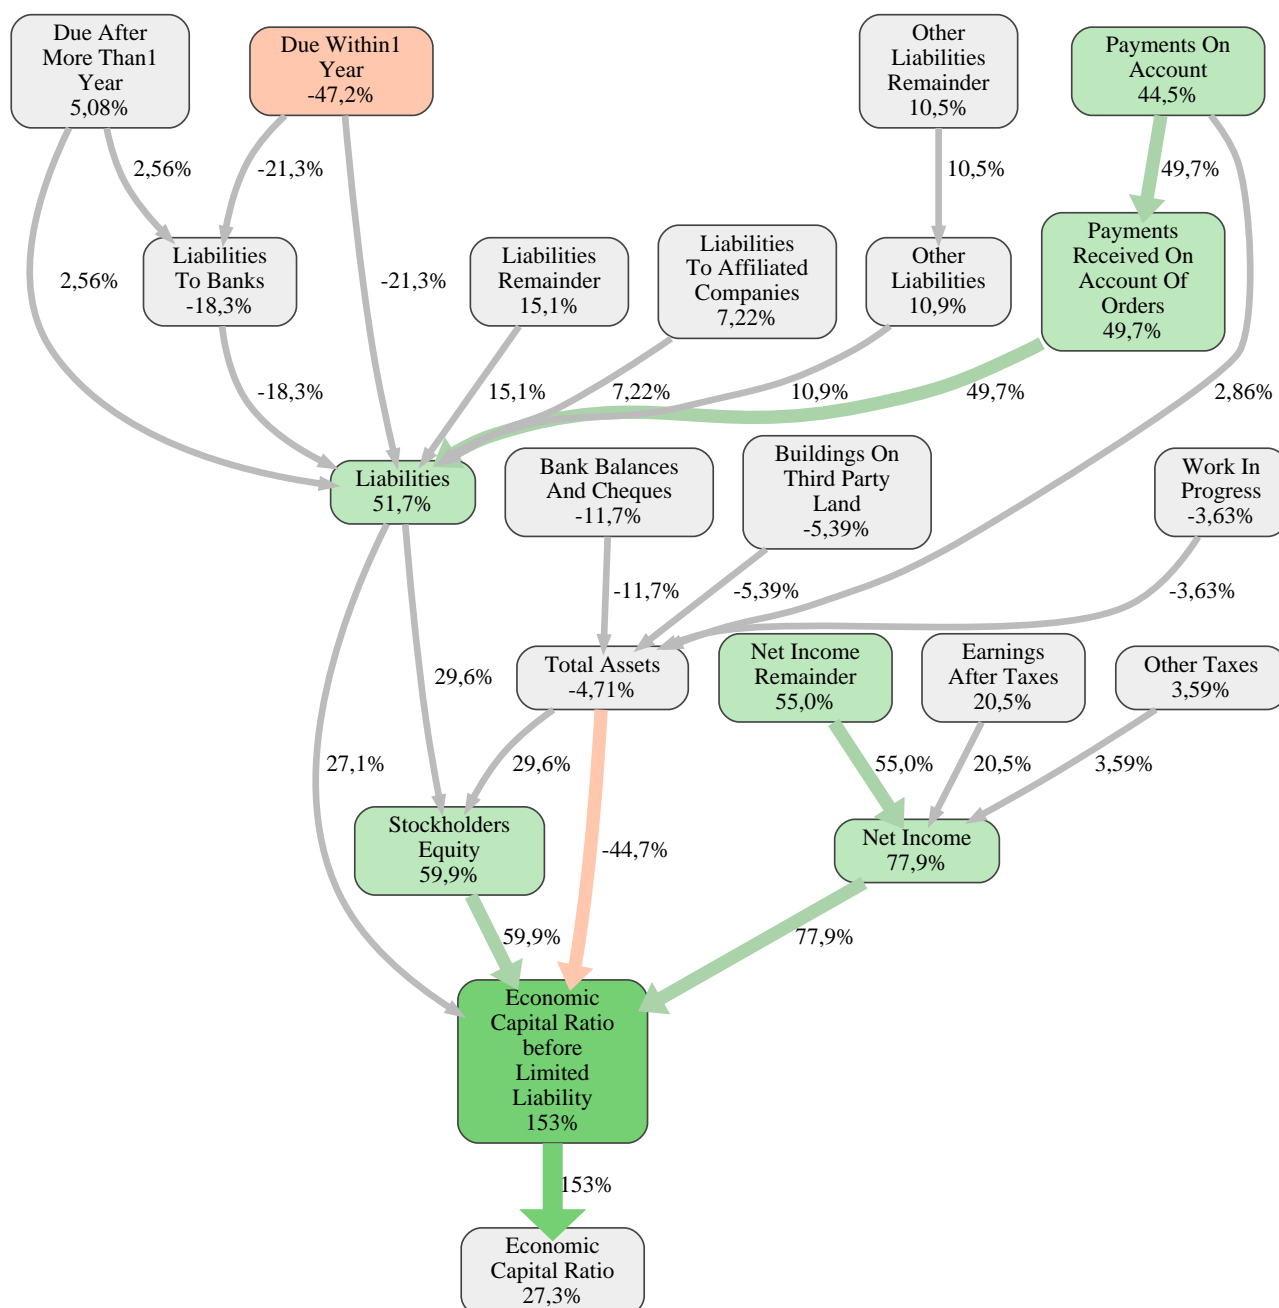 Due After
More Than1
Year
5,08%
Due Within1
Year
-47,2%
Other
Liabilities
Remainder
10,5%
Payments On
Account
44,5%
2,56%
-21,3%
10,5%
49,7%
Liabilities
To Banks
-18,3%
Liabilities
Remainder
15,1%
Liabilities
To Affiliated
Companies
7,22%
Other
Liabilities
10,9%
Payments
Received On
Account Of
Orders
49,7%
2,56%
-21,3%
-18,3%
15,1%
7,22%
10,9%
49,7%
2,86%
Liabilities
51,7%
Bank Balances
And Cheques
-11,7%
Buildings On
Third Party
Land
-5,39%
Work In
Progress
-3,63%
-11,7%
-5,39%
-3,63%
Total Assets
-4,71%
Net Income
Remainder
55,0%
Earnings
After Taxes
20,5%
Other Taxes
3,59%
29,6%
27,1%
29,6%
55,0%
20,5%
3,59%
Stockholders
Equity
59,9%
-44,7%
Net Income
77,9%
59,9%
77,9%
Economic
Capital Ratio
before
Limited
Liability
153%
153%
Economic
Capital Ratio
27,3%